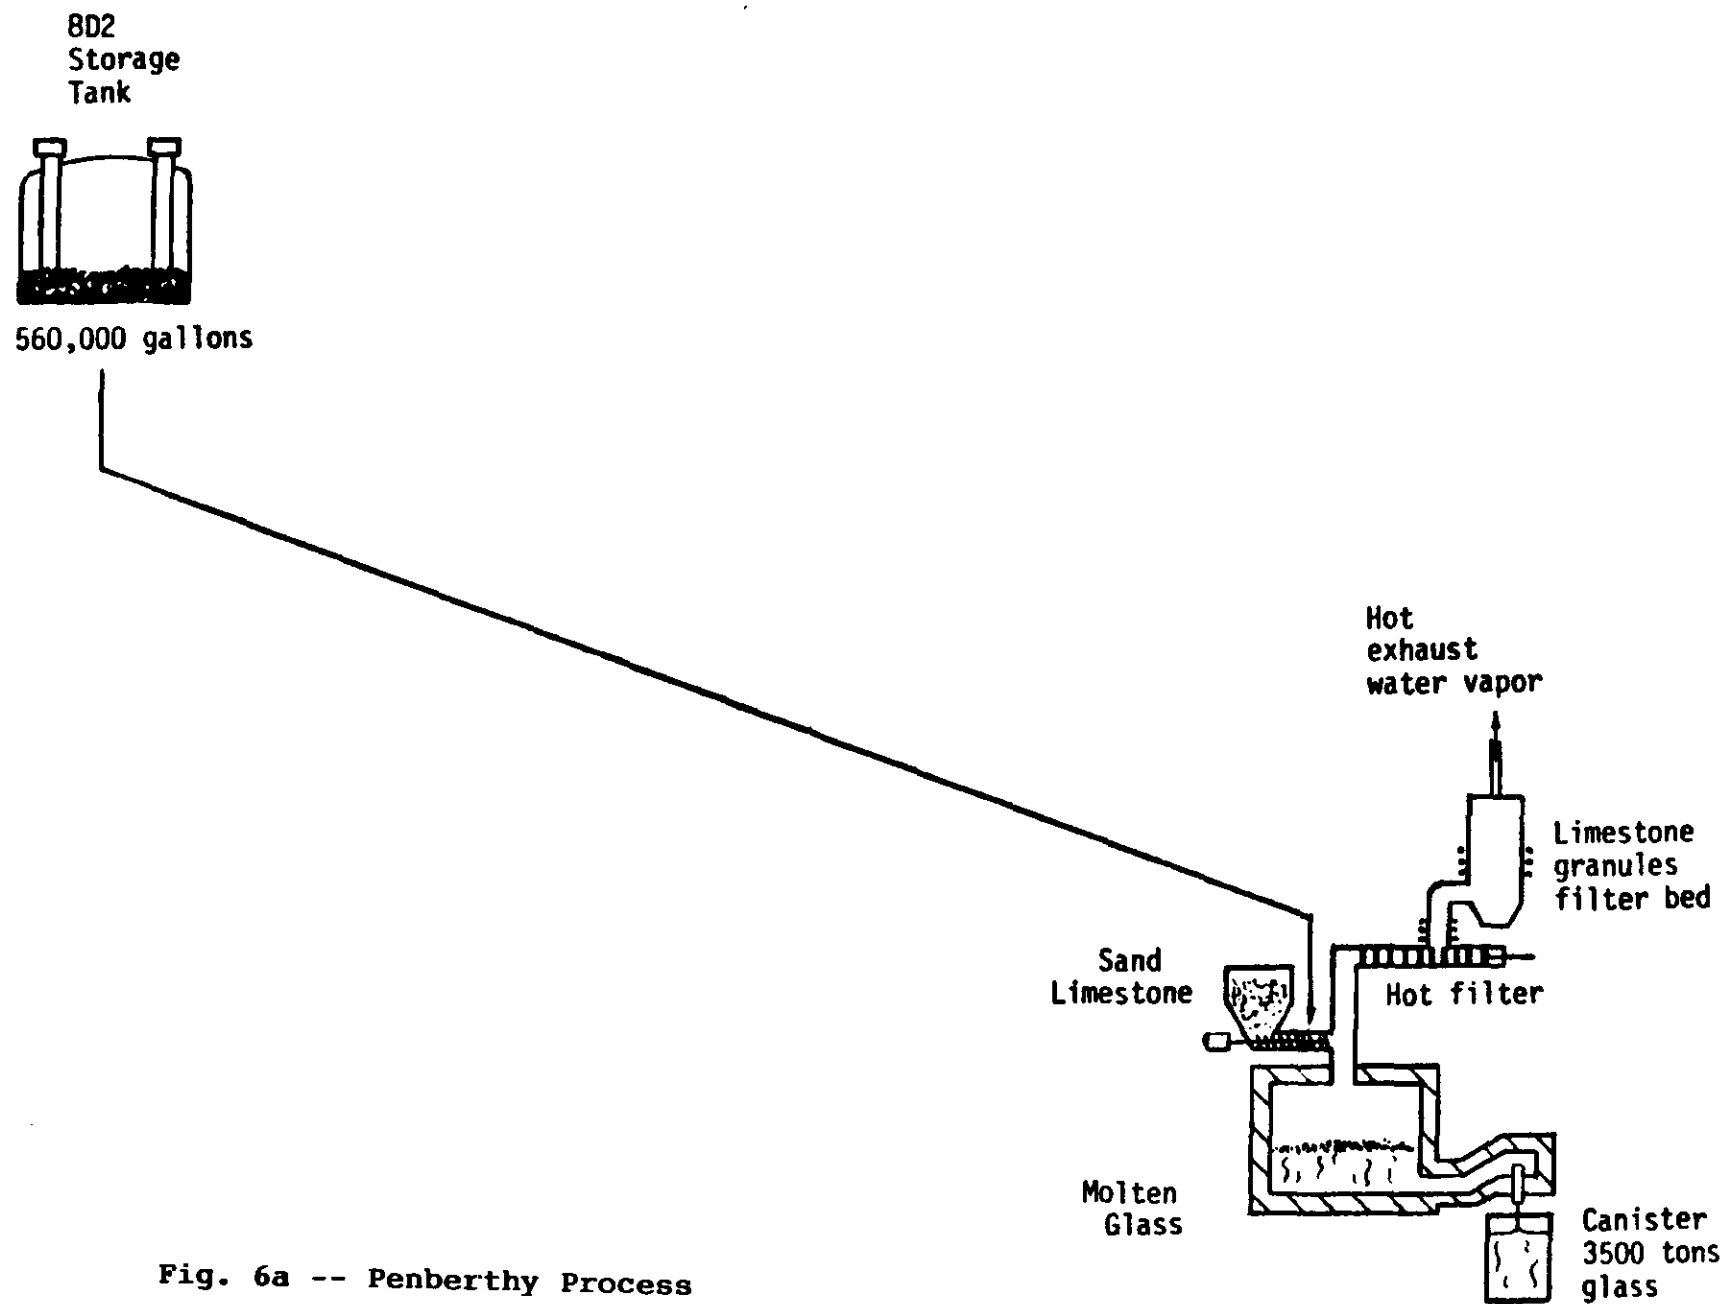 8D2
Storage
Tank
560,000 gallons
Hot
exhaust
water vapor
Limestone
granules
filter bed
Sand
Limestone
Hot filter
Molten
Glass
Canister
3500 tons
glass
Fig. 6a -- Penberthy Process